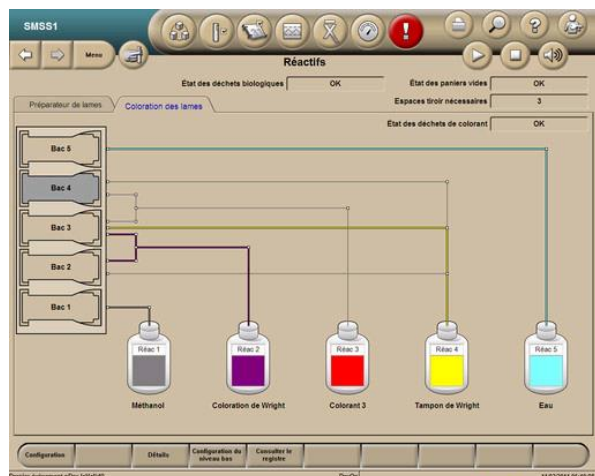 SMSS1
Menu
Réactifs
État des déchets biologiques OK
État des paniers vides OK
Espaces tiroir nécessaires 3
État des déchets de colorant OK
Préparateur de lames
Coloration des lames
Bac 5
Bac 4
Bac 3
Bac 2
Bac 1
Réac 1
Réac 2
Réac 3
Réac 4
Réac 5
Méthanol
Coloration de Wright
Colorant 3
Tampon de Wright
Eau
Configuration
Détails
Configuration du
niveau bas
Consulter le
registre